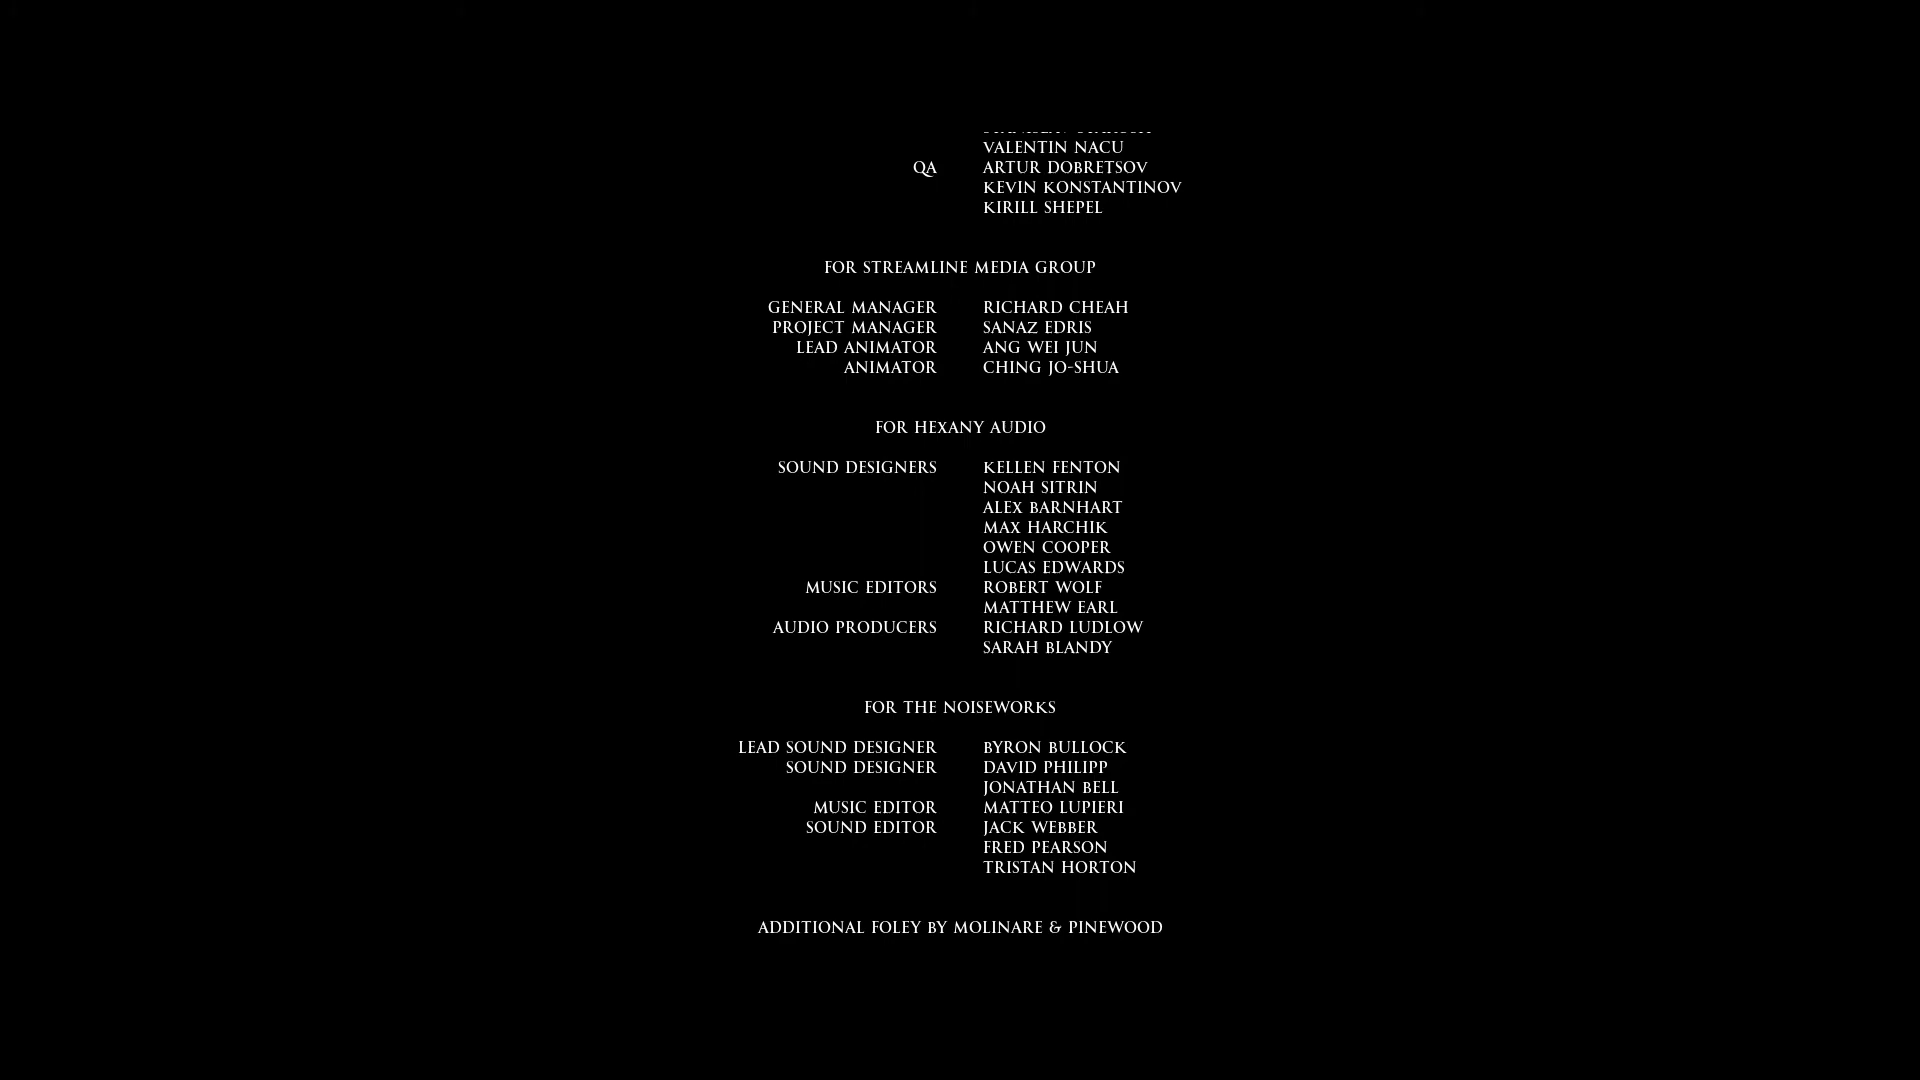 VALENTIN NACU
QA ARTUR DOBRETSOV
KEVIN KONSTANTINOV
KIRILL SHEPEL
FOR STREAMLINE MEDIA GROUP
GENERAL MANAGER RICHARD CHEAH
PROJECT MANAGER SANAZ EDRIS
LEAD ANIMATOR ANG WEI JUN
ANIMATOR CHING JO-SHUA
FOR HEXANY AUDIO
SOUND DESIGNERS KELLEN FENTON
NOAH SITRIN
ALEX BARNHART
MAX HARCHIK
OWEN COOPER
LUCAS EDWARDS
MUSIC EDITORS ROBERT WOLF
MATTHEW EARL
AUDIO PRODUCERS RICHARD LUDLOW
SARAH BLANDY
FOR THE NOISEWORKS
LEAD SOUND DESIGNER BYRON BULLOCK
SOUND DESIGNER DAVID PHILIPP
JONATHAN BELL
MUSIC EDITOR MATTEO LUPIERI
SOUND EDITOR JACK WEBBER
FRED PEARSON
TRISTAN HORTON
ADDITIONAL FOLEY BY MOLINARE & PINEWOOD